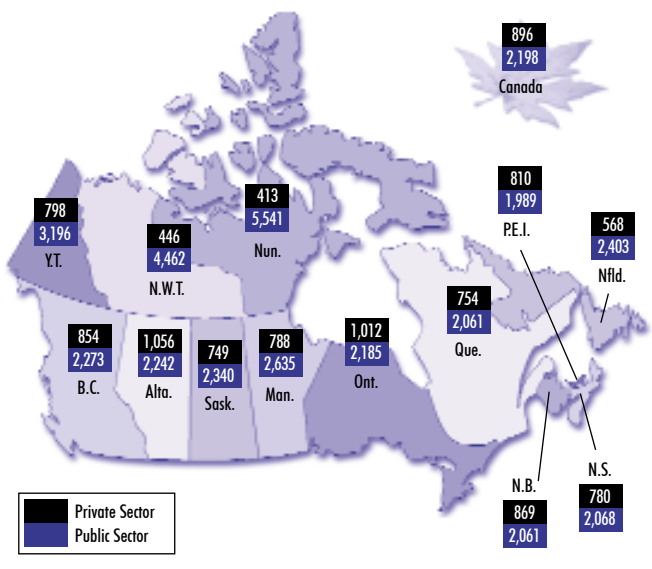 896
2,198
Canada
810
1,989
P.E.I.
568
2,403
Nfld.
413
5,541
Nun.
798
3,196
Y.T.
446
4,462
N.W.T.
754
2,061
Que.
854
2,273
B.C.
1,056
2,242
Alta.
749
2,340
Sask.
788
2,635
Man.
1,012
2,185
Ont.
N.B.
869
2,061
N.S.
780
2,068
Private Sector
Public Sector